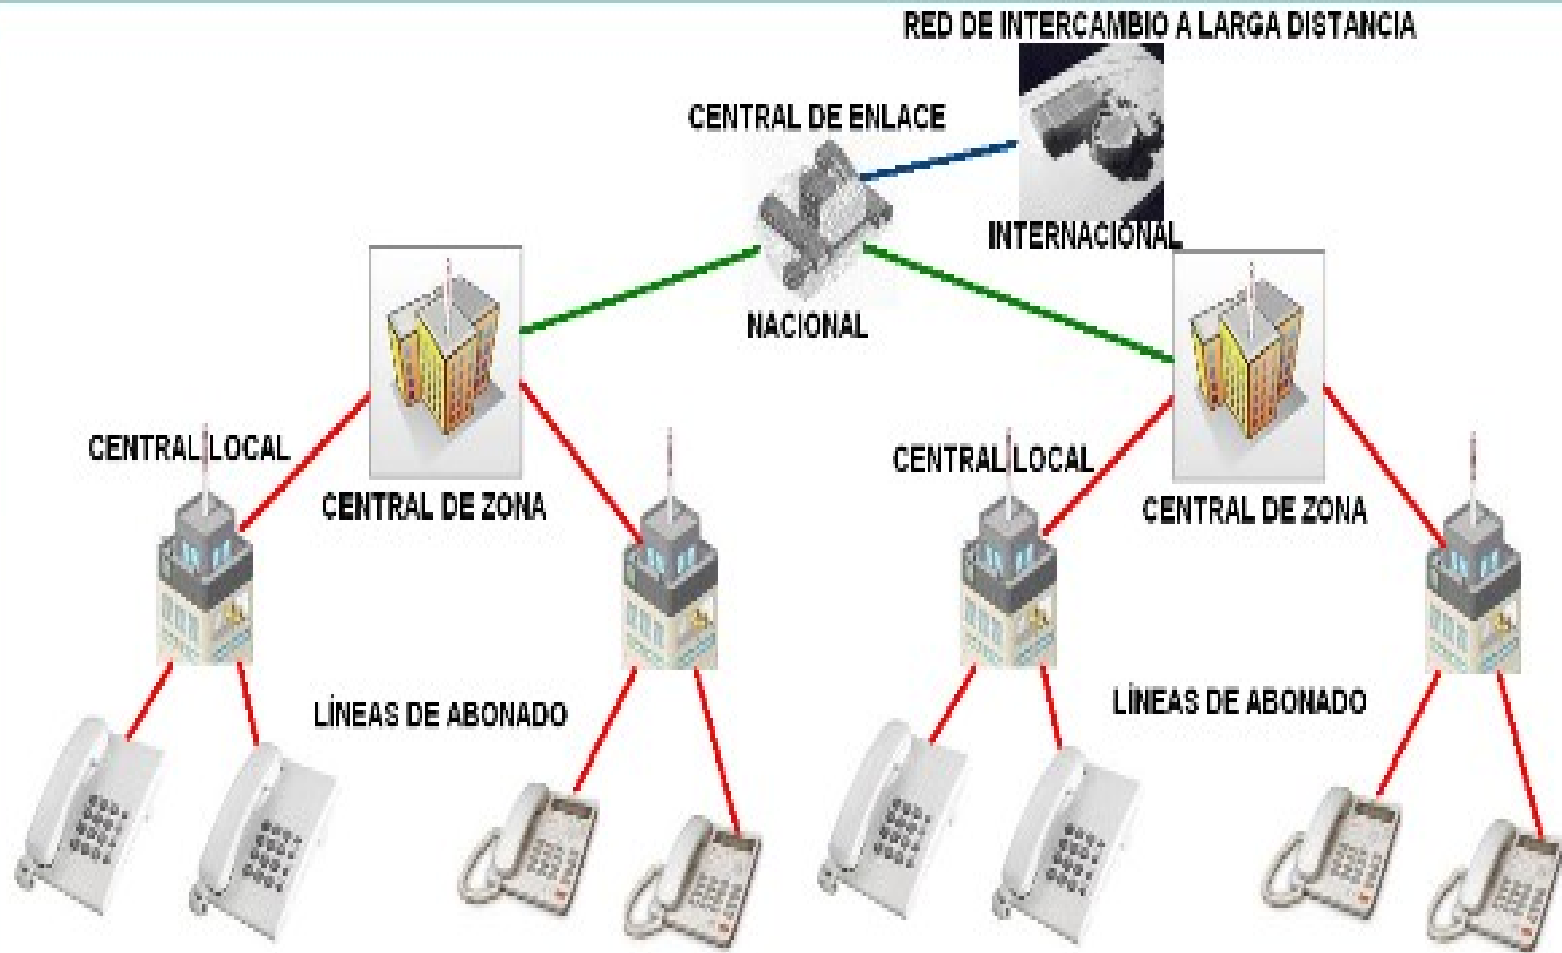 RED DE INTERCAMBIO A LARGA DISTANCIA
CENTRAL DE ENLACE
INTERNACIONAL
NACIONAL
CENTRAL LOCAL
CENTRAL DE ZONA
CENTRAL LOCAL
CENTRAL DE ZONA
LÍNEAS DE ABONADO
LÍNEAS DE ABONADO